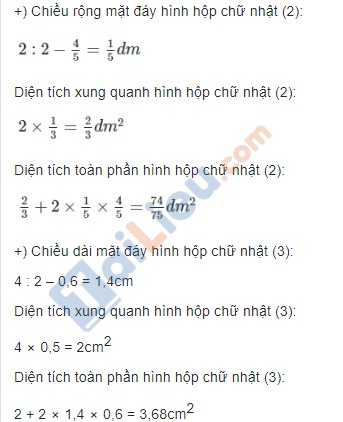 +) Chiều rộng mặt đáy hình hộp chữ nhật (2):
2 : 2 − 4/5 = 1/5 dm
Diện tích xung quanh hình hộp chữ nhật (2):
2 × 1/3 = 2/3 dm²
Diện tích toàn phần hình hộp chữ nhật (2):
2/3 + 2 × 1/5 × 4/5 = 74/75 dm²
+) Chiều dài mặt đáy hình hộp chữ nhật (3):
4 : 2 – 0,6 = 1,4cm
Diện tích xung quanh hình hộp chữ nhật (3):
4 × 0,5 = 2cm²
Diện tích toàn phần hình hộp chữ nhật (3):
2 + 2 × 1,4 × 0,6 = 3,68cm²
1TaiLieu.com